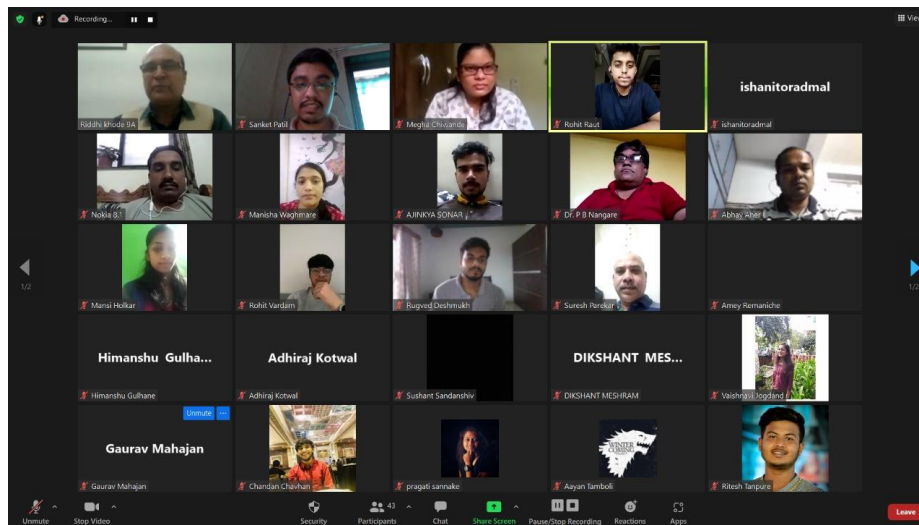 Recording...
View
Riddhi khode 9A
Sanket Patil
Megha Chiwande
Rohit Raut
ishanitoradmal
ishanitoradmal
Nokia 8.1
Manisha Waghmare
AJINKYA SONAR
Dr. P B Nangare
Abhay Aher
1/2
1/2
Mansi Holkar
Rohit Vardam
Rugved Deshmukh
Suresh Parekar
Amey Remaniche
Himanshu Gulha...
Adhiraj Kotwal
DIKSHANT MES...
Himanshu Gulhane
Adhiraj Kotwal
Sushant Sandanshiv
DIKSHANT MESHRAM
Vaishnavi Jogdand
Unmute
Gaurav Mahajan
WINTER
COMING
Gaurav Mahajan
Chandan Chavhan
pragati sannake
Aayan Tamboli
Ritesh Tanpure
Unmute
Stop Video
Security
Participants
43
Chat
Share Screen
Pause/Stop Recording
Reactions
Apps
Leave